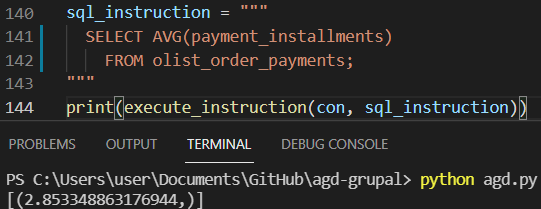 140 sql_instruction = """
141 SELECT AVG(payment_installments)
142 FROM olist_order_payments;
143 """
144 print(execute_instruction(con, sql_instruction))
PROBLEMS OUTPUT TERMINAL DEBUG CONSOLE
PS C:\Users\user\Documents\GitHub\agd-grupal> python agd.py
[(2.853348863176944,)]